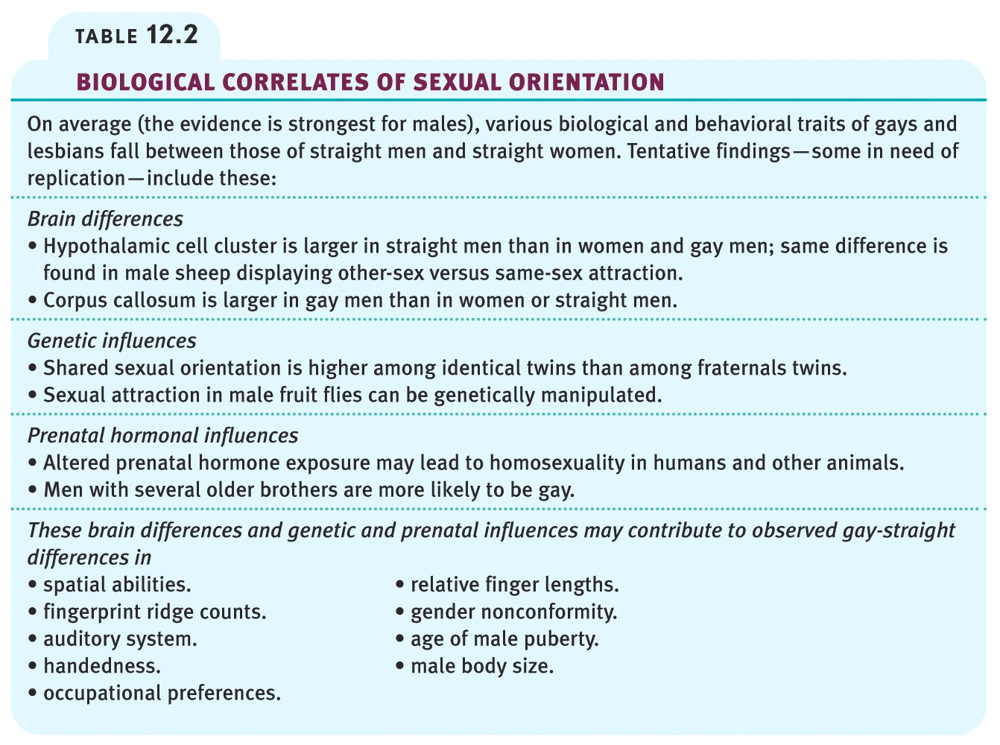 TABLE 12.2
BIOLOGICAL CORRELATES OF SEXUAL ORIENTATION
On average (the evidence is strongest for males), various biological and behavioral traits of gays and
lesbians fall between those of straight men and straight women. Tentative findings—some in need of
replication—include these:
Brain differences
• Hypothalamic cell cluster is larger in straight men than in women and gay men; same difference is
found in male sheep displaying other-sex versus same-sex attraction.
• Corpus callosum is larger in gay men than in women or straight men.
Genetic influences
• Shared sexual orientation is higher among identical twins than among fraternals twins.
• Sexual attraction in male fruit flies can be genetically manipulated.
Prenatal hormonal influences
• Altered prenatal hormone exposure may lead to homosexuality in humans and other animals.
• Men with several older brothers are more likely to be gay.
These brain differences and genetic and prenatal influences may contribute to observed gay-straight
differences in
• spatial abilities.
• fingerprint ridge counts.
• auditory system.
• handedness.
• occupational preferences.
• relative finger lengths.
• gender nonconformity.
• age of male puberty.
• male body size.